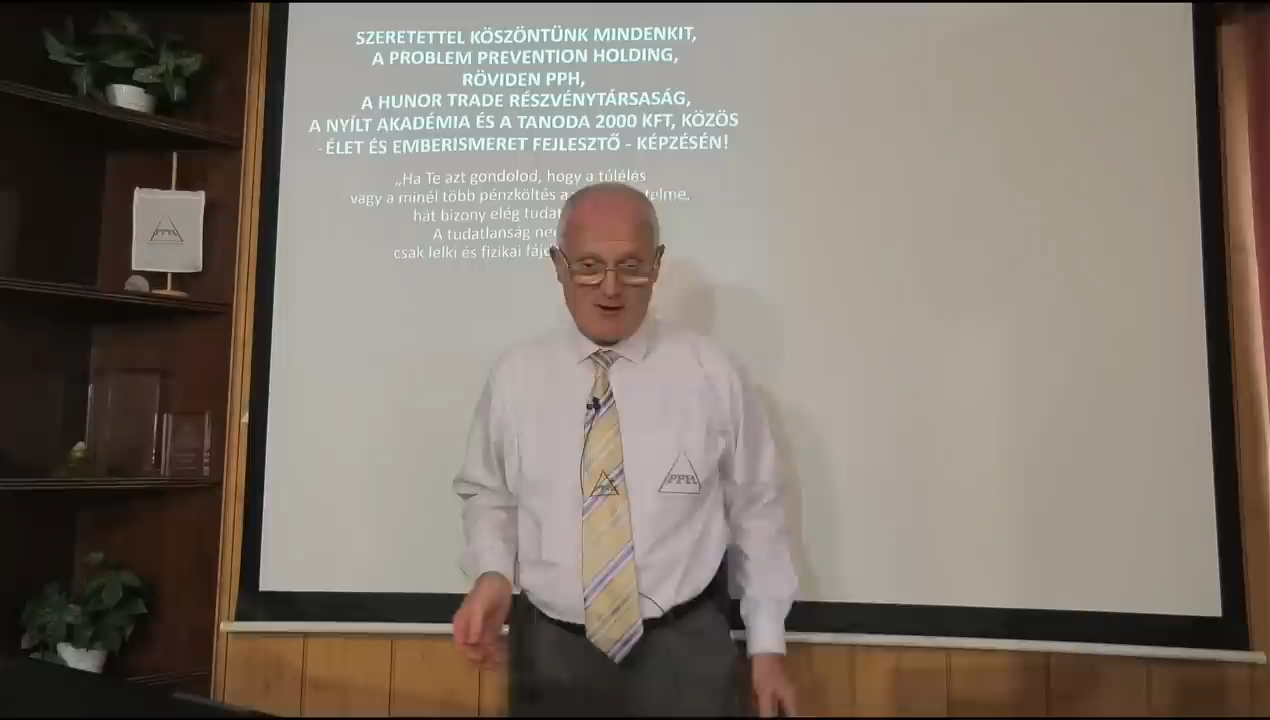 SZERETETTEL KÖSZÖNTÜNK MINDENKIT,
A PROBLEM PREVENTION HOLDING,
RÖVIDEN PPH,
A HUNOR TRADE RÉSZVÉNYTÁRSASÁG,
A NYÍLT AKADÉMIA ÉS A TANODA 2000 KFT, KÖZÖS
- ÉLET ÉS EMBERISMERET FEJLESZTŐ - KÉPZÉSÉN!
„Ha Te azt gondolod, hogy a túlélés
vagy a minél több pénzköltés a
hát bizony elég
A tudatlanság
csak lelki és fizikai
PPH
PPH
PPH